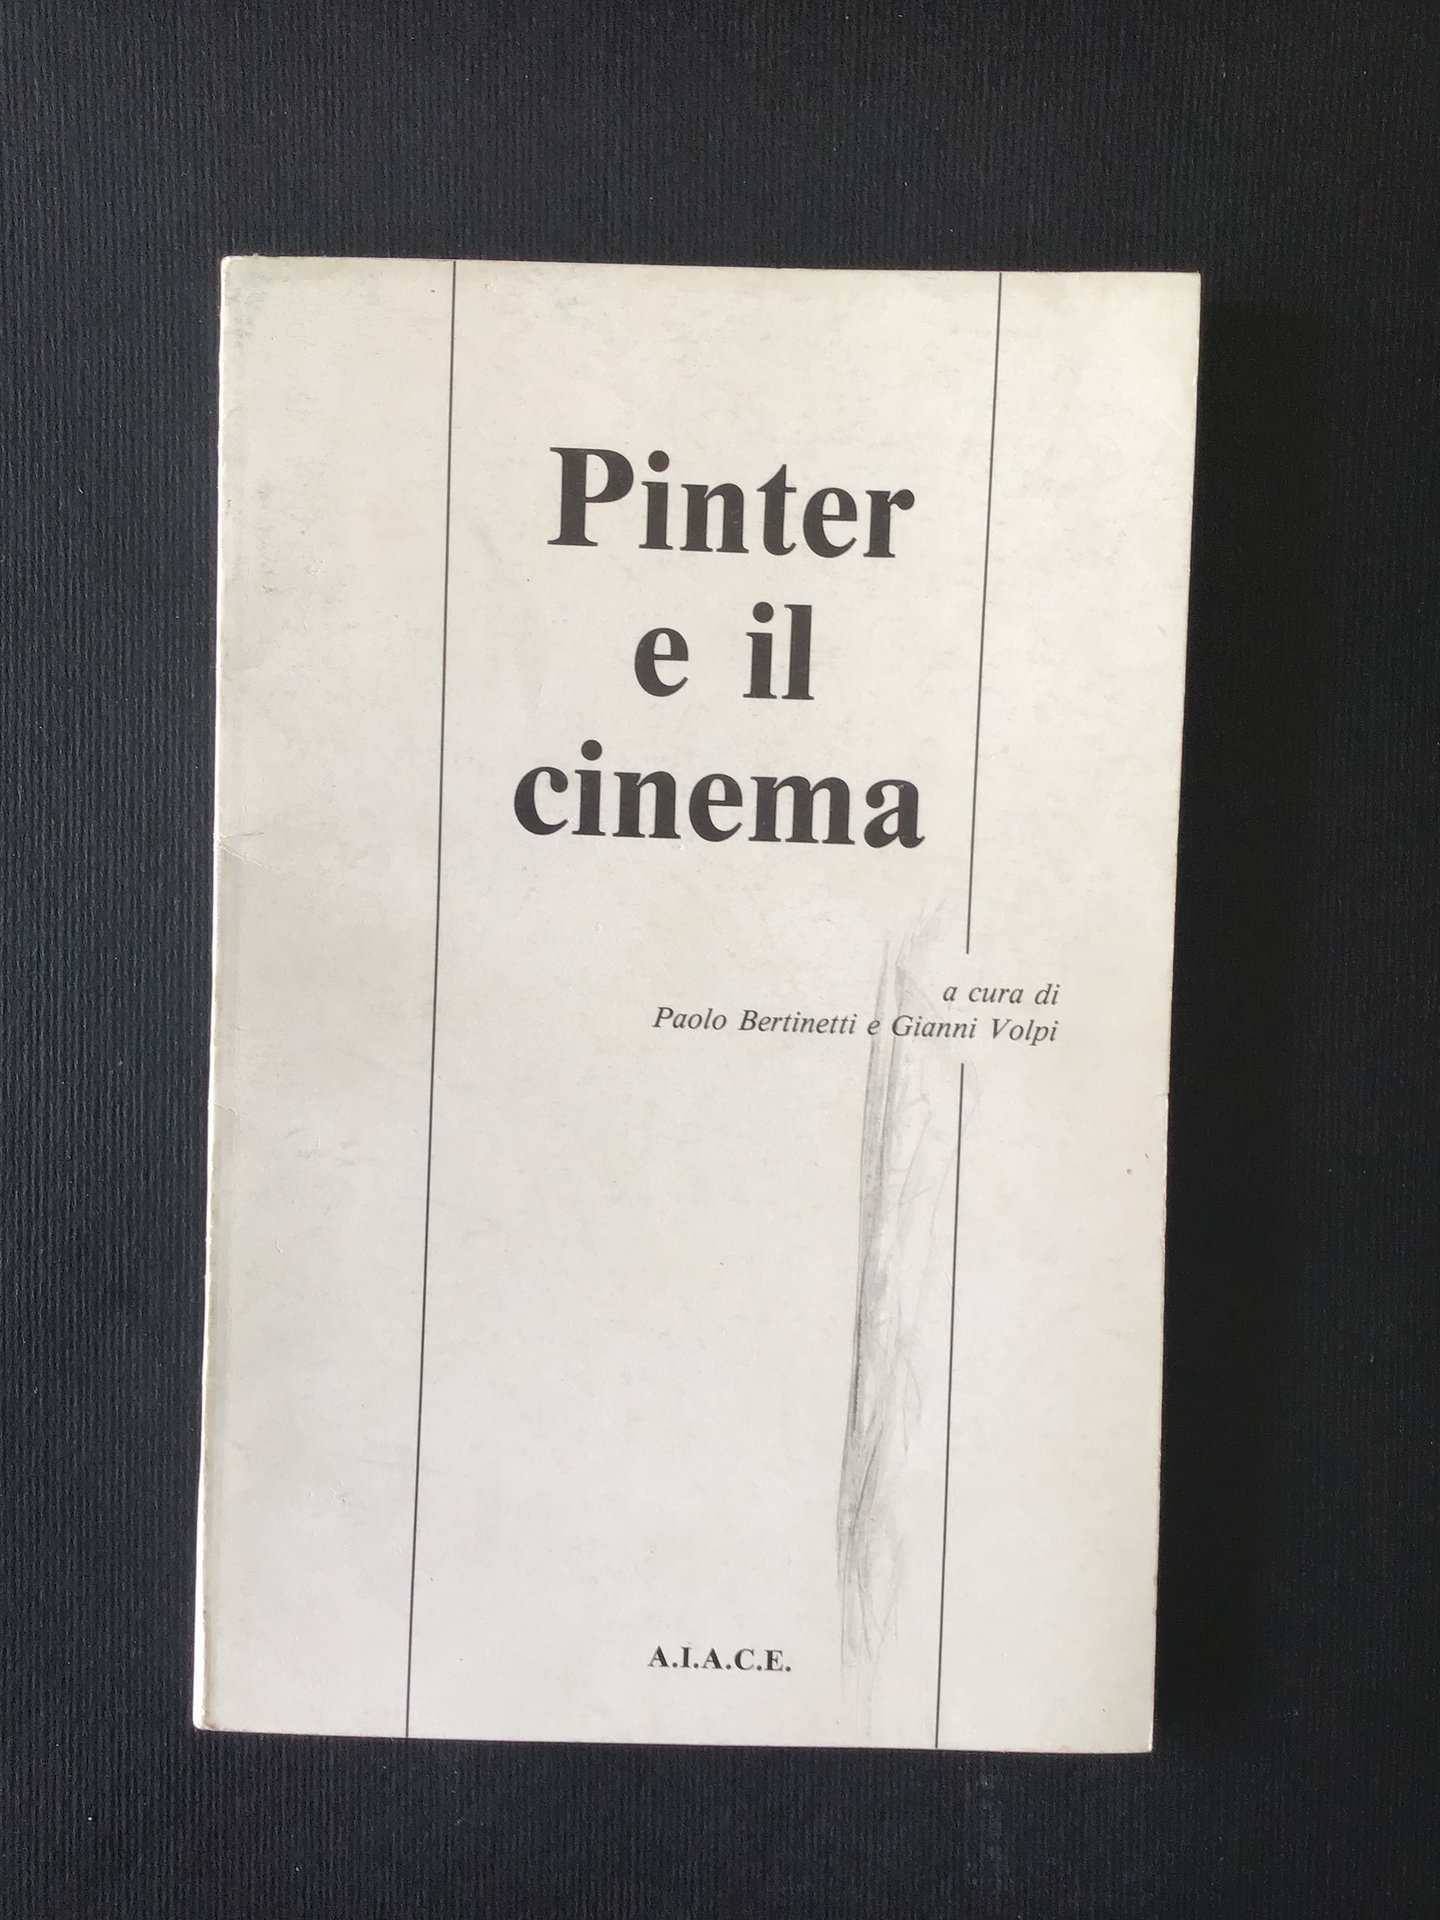 Pinter
e il
cinema
a cura di
Paolo Bertinetti e Gianni Volpi
A.I.A.C.E.